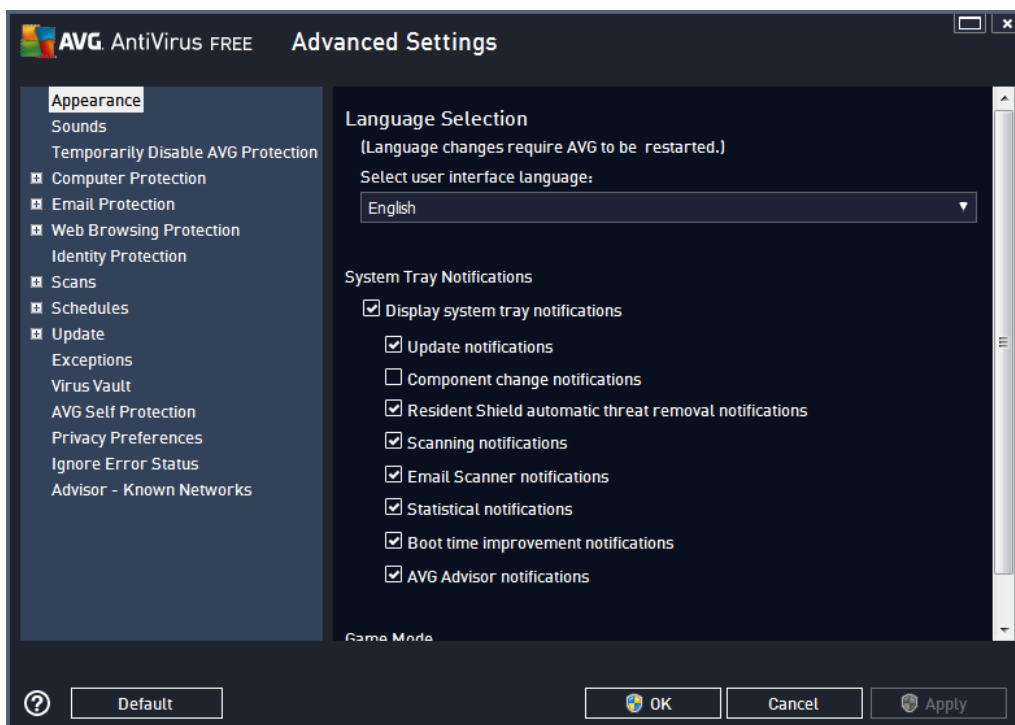 AVG. AntiVirus FREE Advanced Settings
Appearance
Sounds
Temporarily Disable AVG Protection
Computer Protection
Email Protection
Web Browsing Protection
Identity Protection
Scans
Schedules
Update
Exceptions
Virus Vault
AVG Self Protection
Privacy Preferences
Ignore Error Status
Advisor - Known Networks
Language Selection
(Language changes require AVG to be restarted.)
Select user interface language:
English
System Tray Notifications
Display system tray notifications
Update notifications
Component change notifications
Resident Shield automatic threat removal notifications
Scanning notifications
Email Scanner notifications
Statistical notifications
Boot time improvement notifications
AVG Advisor notifications
Game Mode
? Default OK Cancel Apply